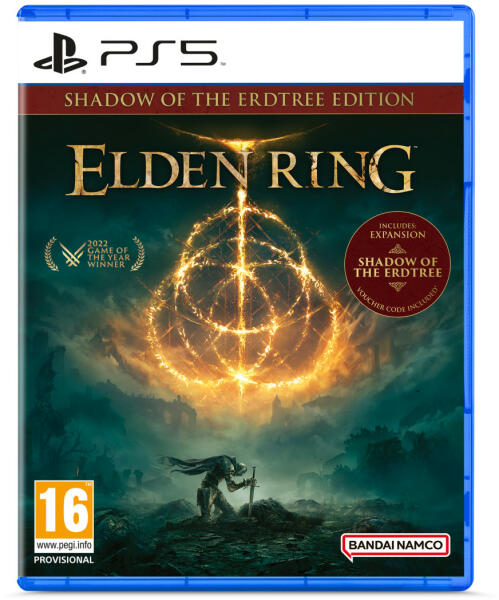 PS5
SHADOW OF THE ERDTREE EDITION
ELDEN RING
2022
GAME OF
THE YEAR
WINNER
INCLUDES:
EXPANSION
SHADOW OF
THE ERDTREE
VOUCHER CODE INCLUDED*
16
www.pegi.info
PROVISIONAL
BANDAI NAMCO